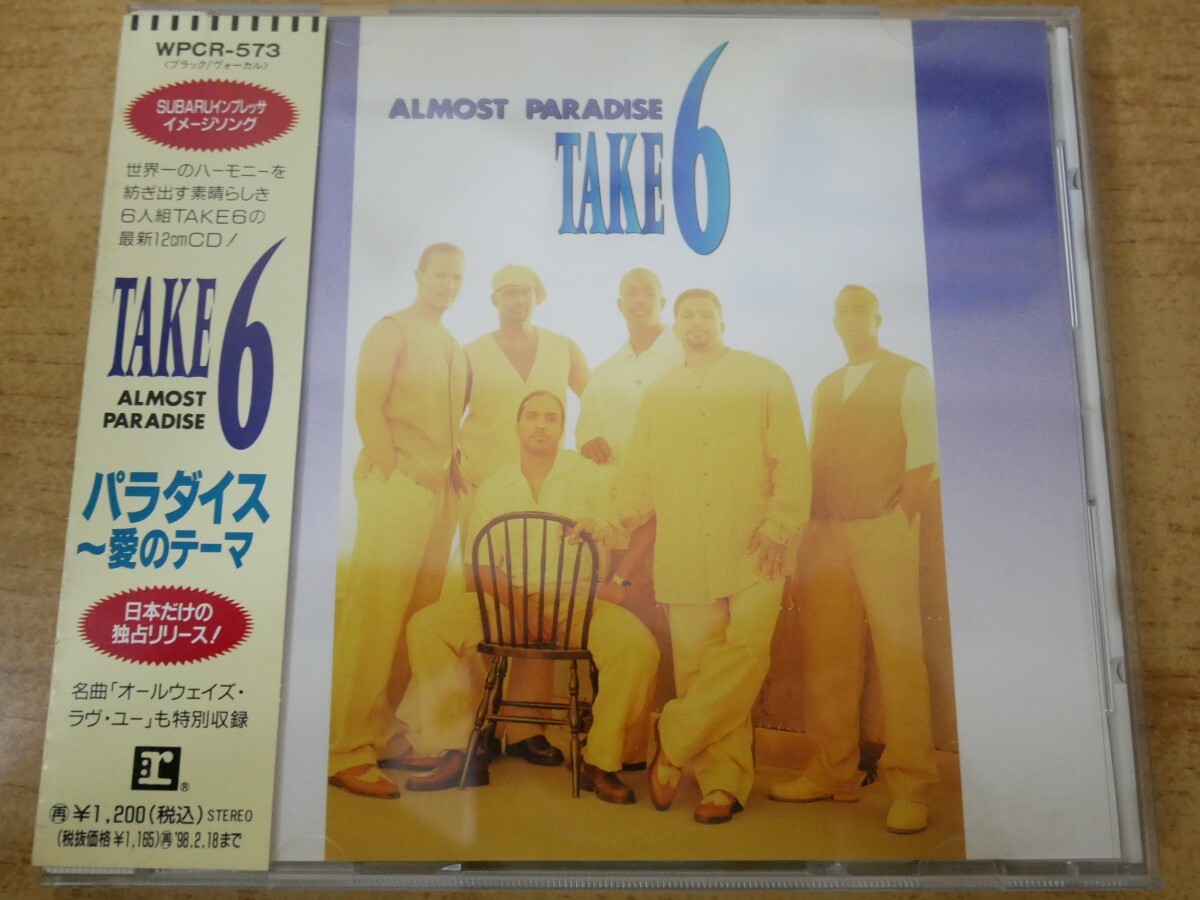 WPCR-573
〈ブラック/ヴォーカル〉
SUBARUインプレッサ
イメージソング
世界一のハーモニーを
紡ぎ出す素晴らしき
6人組TAKE6の
最新12cmCD!
TAKE 6
ALMOST
PARADISE
パラダイス
~愛のテーマ
日本だけの
独占リリース!
名曲「オールウェイズ・
ラヴ・ユー」も特別収録
r
®
再¥1,200(税込) STEREO
(税抜価格¥1,165)再'98.2.18まで
ALMOST PARADISE
TAKE 6